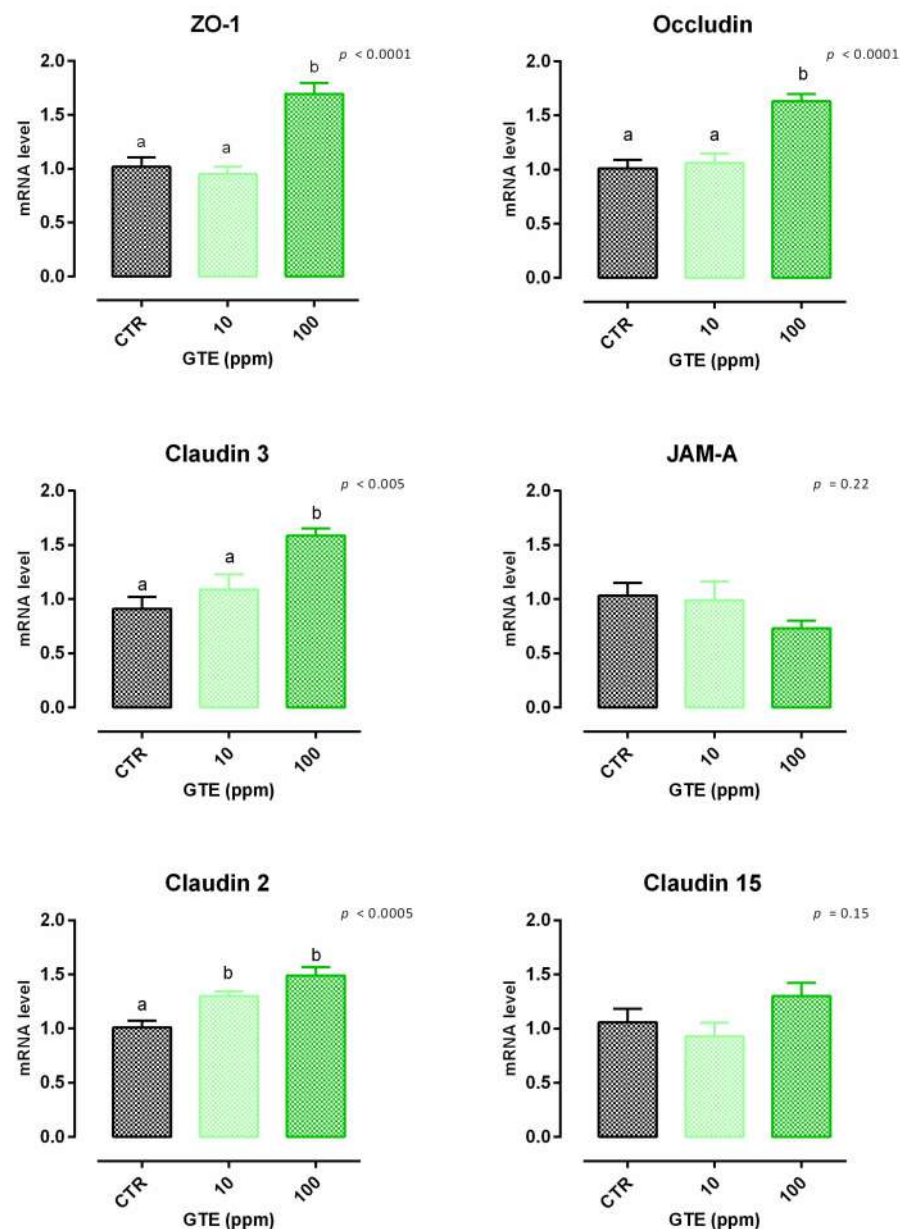 ZO-1
p < 0.0001
mRNA level
2.0
1.5
1.0
0.5
0.0
a
a
b
CTR
10
100
GTE (ppm)
Occludin
p < 0.0001
mRNA level
2.0
1.5
1.0
0.5
0.0
a
a
b
CTR
10
100
GTE (ppm)
Claudin 3
p < 0.005
mRNA level
2.0
1.5
1.0
0.5
0.0
a
a
b
CTR
10
100
GTE (ppm)
JAM-A
p = 0.22
mRNA level
2.0
1.5
1.0
0.5
0.0
CTR
10
100
GTE (ppm)
Claudin 2
p < 0.0005
mRNA level
2.0
1.5
1.0
0.5
0.0
a
b
b
CTR
10
100
GTE (ppm)
Claudin 15
p = 0.15
mRNA level
2.0
1.5
1.0
0.5
0.0
CTR
10
100
GTE (ppm)